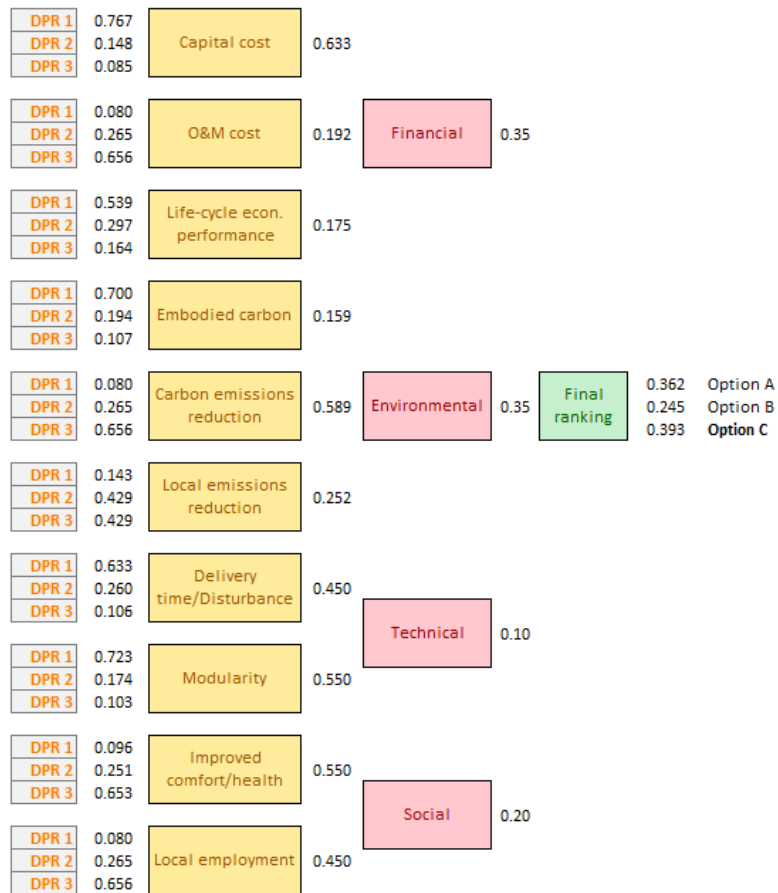 DPR 1 0.767
DPR 2 0.148 Capital cost 0.633
DPR 3 0.085
DPR 1 0.080
DPR 2 0.265 O&M cost 0.192 Financial 0.35
DPR 3 0.656
DPR 1 0.539
Life-cycle econ.
DPR 2 0.297 0.175
performance
DPR 3 0.164
DPR 1 0.700
DPR 2 0.194 Embodied carbon 0.159
DPR 3 0.107
DPR 1 0.080 Carbon emissions Final 0.362 Option A
DPR 2 0.265 reduction 0.589 Environmental 0.35 ranking 0.245 Option B
DPR 3 0.656 0.393 Option C
DPR 1 0.143
Local emissions
DPR 2 0.429 0.252
reduction
DPR 3 0.429
DPR 1 0.633
Delivery
DPR 2 0.260 0.450
time/Disturbance
DPR 3 0.106
Technical 0.10
DPR 1 0.723
DPR 2 0.174 Modularity 0.550
DPR 3 0.103
DPR 1 0.096
Improved
DPR 2 0.251 0.550
comfort/health
DPR 3 0.653
Social 0.20
DPR 1 0.080
DPR 2 0.265 Local employment 0.450
DPR 3 0.656